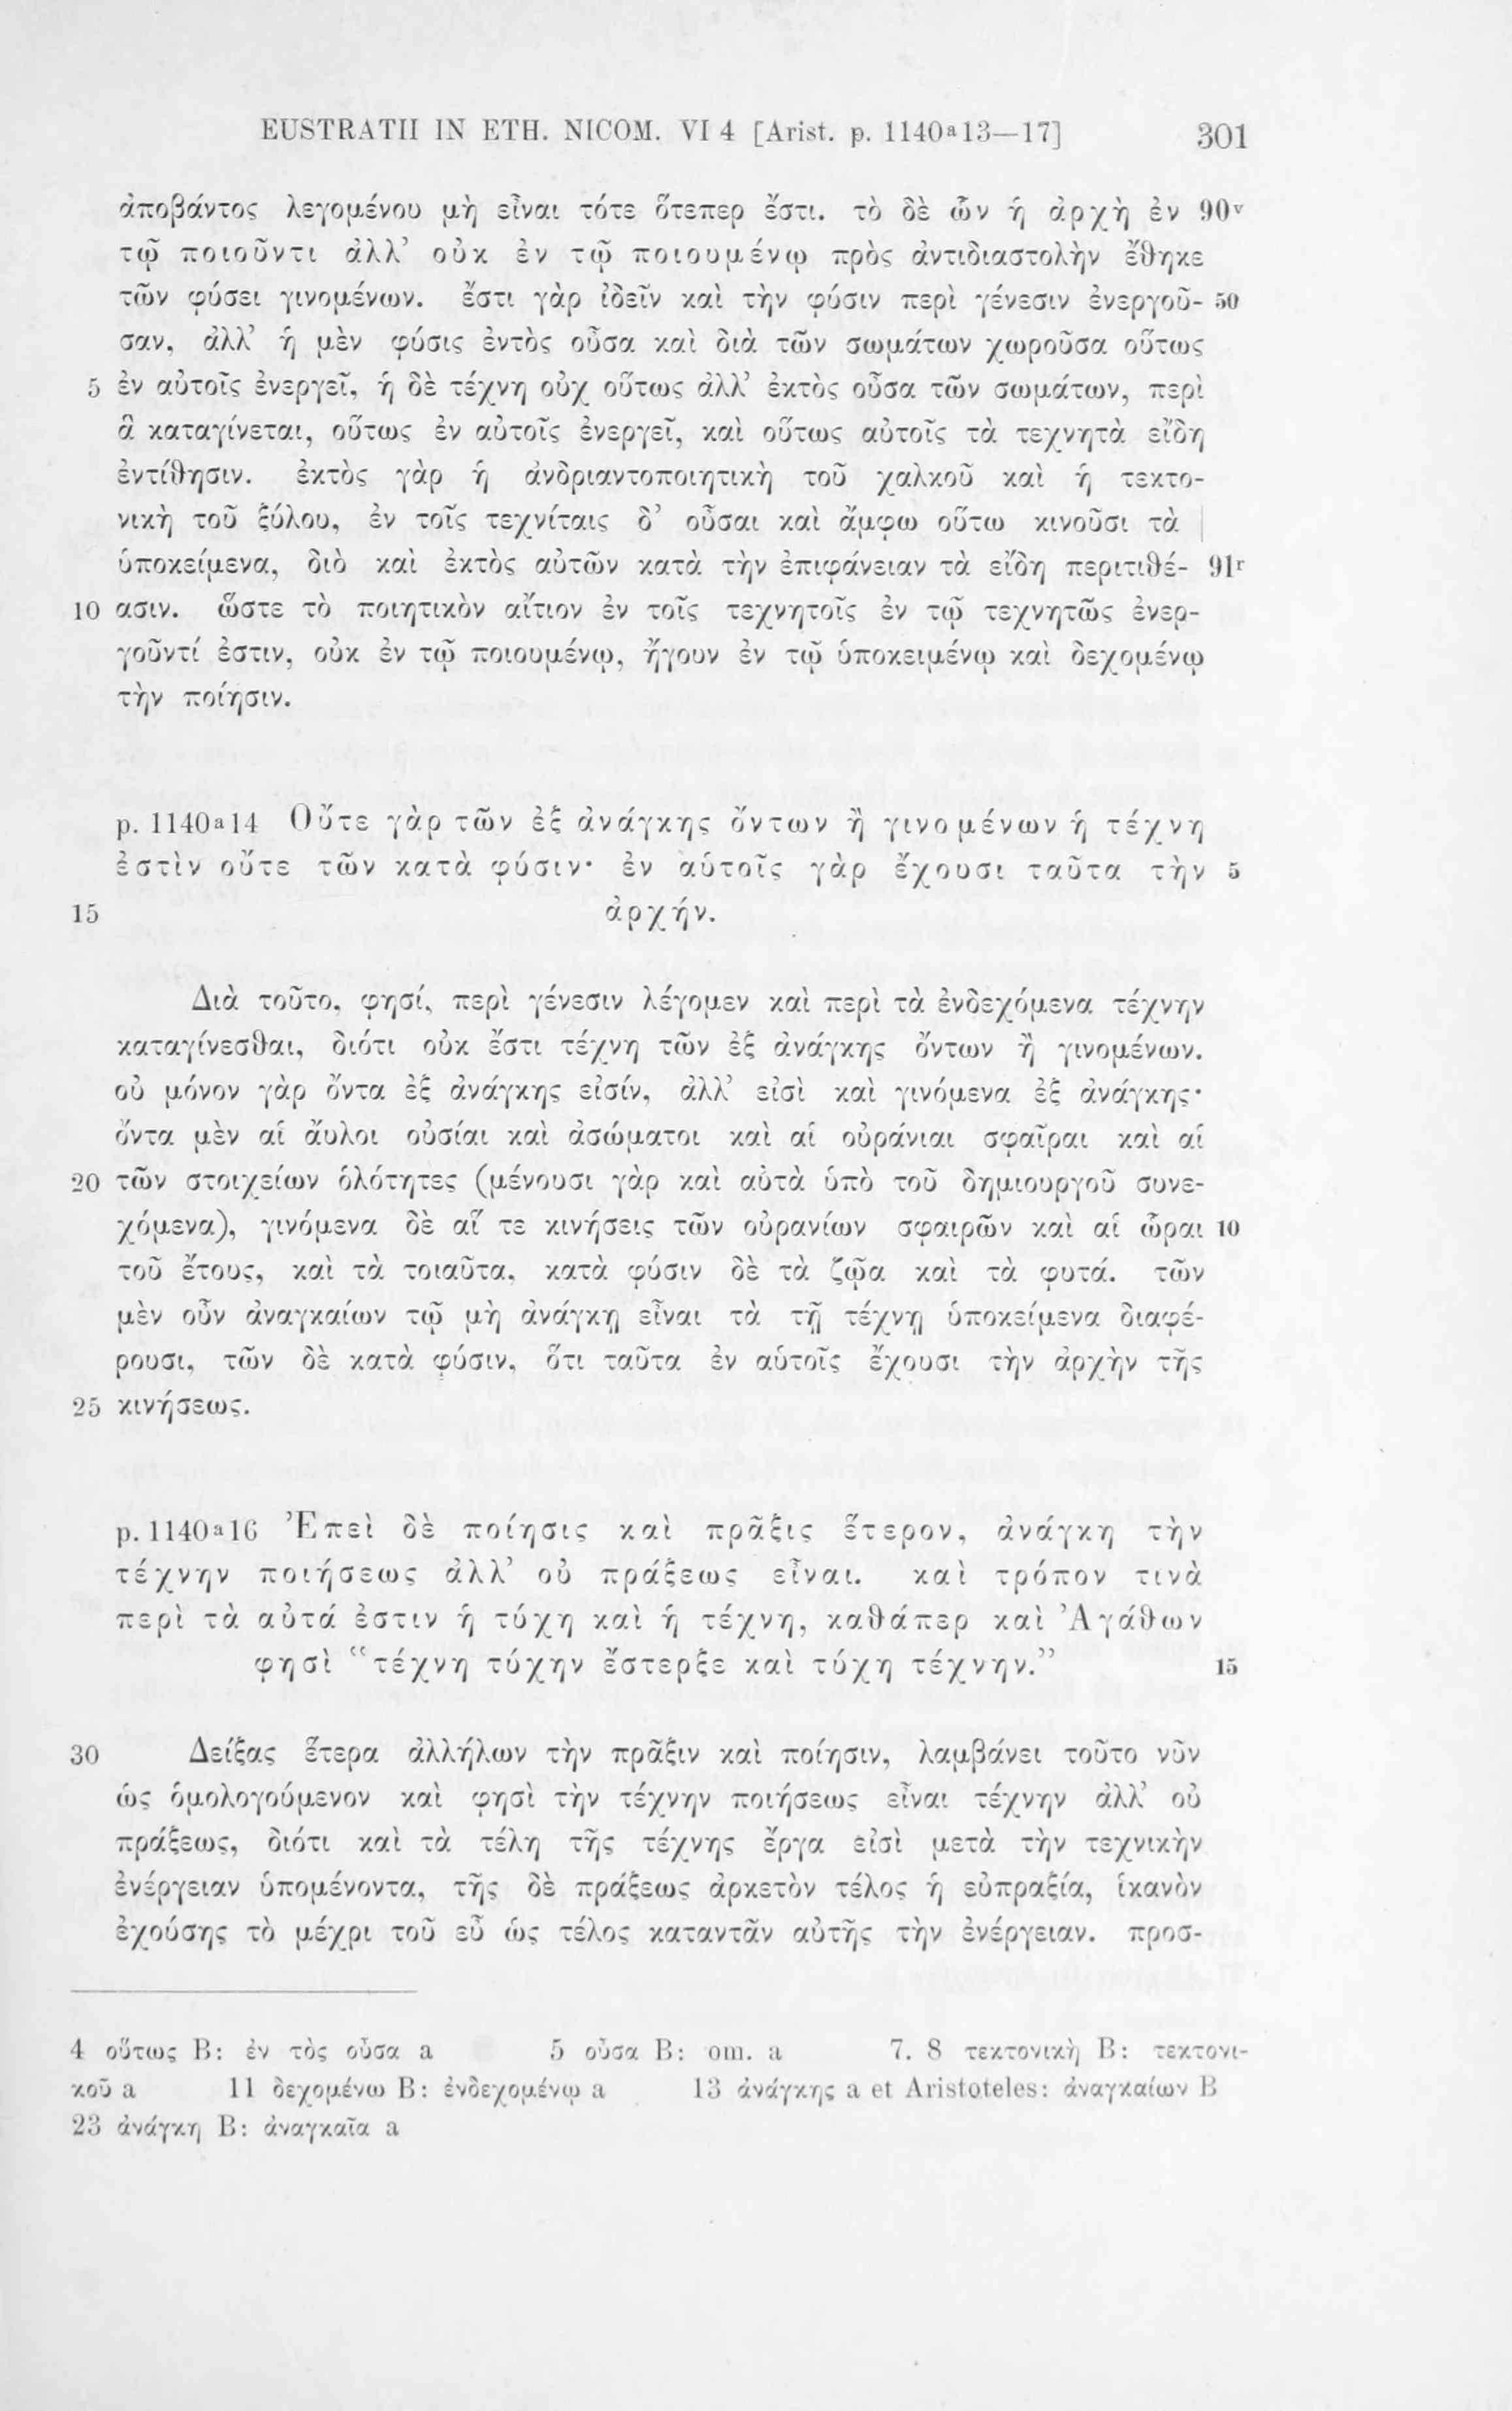 EUSTRATII IN ETH. NICOM. VI 4 [Arist. p. 1140ª13—17] 301
ἀποβάντος λεγομένου μὴ εἶναι τότε ὅτεπερ ἔστι. τὸ δὲ ὧν ἡ ἀρχὴ ἐν 90ᵛ
τῷ ποιοῦντι ἀλλ’ οὐκ ἐν τῷ ποιουμένῳ πρὸς ἀντιδιαστολὴν ἔθηκε
τῶν φύσει γινομένων. ἔστι γὰρ ἰδεῖν καὶ τὴν φύσιν περὶ γένεσιν ἐνεργοῦ- 50
σαν, ἀλλ’ ἡ μὲν φύσις ἐντὸς οὖσα καὶ διὰ τῶν σωμάτων χωροῦσα οὕτως
5 ἐν αὐτοῖς ἐνεργεῖ, ἡ δὲ τέχνη οὐχ οὕτως ἀλλ’ ἐκτὸς οὖσα τῶν σωμάτων, περὶ
ἃ καταγίνεται, οὕτως ἐν αὐτοῖς ἐνεργεῖ, καὶ οὕτως αὐτοῖς τὰ τεχνητὰ εἴδη
ἐντίθησιν. ἐκτὸς γὰρ ἡ ἀνδριαντοποιητικὴ τοῦ χαλκοῦ καὶ ἡ τεκτο-
νικὴ τοῦ ξύλου, ἐν τοῖς τεχνίταις δ’ οὖσαι καὶ ἄμφω οὕτω κινοῦσι τὰ |
ὑποκείμενα, διὸ καὶ ἐκτὸς αὐτῶν κατὰ τὴν ἐπιφάνειαν τὰ εἴδη περιτιθέ- 91ʳ
10 ασιν. ὥστε τὸ ποιητικὸν αἴτιον ἐν τοῖς τεχνητοῖς ἐν τῷ τεχνητῶς ἐνερ-
γοῦντί ἐστιν, οὐκ ἐν τῷ ποιουμένῳ, ἤγουν ἐν τῷ ὑποκειμένῳ καὶ δεχομένῳ
τὴν ποίησιν.
p. 1140ª14 Οὔτε γὰρ τῶν ἐξ ἀνάγκης ὄντων ἢ γινομένων ἡ τέχνη
ἐστὶν οὔτε τῶν κατὰ φύσιν· ἐν αὑτοῖς γὰρ ἔχουσι ταῦτα τὴν 5
15 ἀρχήν.
Διὰ τοῦτο, φησί, περὶ γένεσιν λέγομεν καὶ περὶ τὰ ἐνδεχόμενα τέχνην
καταγίνεσθαι, διότι οὐκ ἔστι τέχνη τῶν ἐξ ἀνάγκης ὄντων ἢ γινομένων.
οὐ μόνον γὰρ ὄντα ἐξ ἀνάγκης εἰσίν, ἀλλ’ εἰσὶ καὶ γινόμενα ἐξ ἀνάγκης·
ὄντα μὲν αἱ ἄυλοι οὐσίαι καὶ ἀσώματοι καὶ αἱ οὐράνιαι σφαῖραι καὶ αἱ
20 τῶν στοιχείων ὁλότητες (μένουσι γὰρ καὶ αὐτὰ ὑπὸ τοῦ δημιουργοῦ συνε-
χόμενα), γινόμενα δὲ αἵ τε κινήσεις τῶν οὐρανίων σφαιρῶν καὶ αἱ ὧραι 10
τοῦ ἔτους, καὶ τὰ τοιαῦτα, κατὰ φύσιν δὲ τὰ ζῷα καὶ τὰ φυτά. τῶν
μὲν οὖν ἀναγκαίων τῷ μὴ ἀνάγκῃ εἶναι τὰ τῇ τέχνῃ ὑποκείμενα διαφέ-
ρουσι, τῶν δὲ κατὰ φύσιν, ὅτι ταῦτα ἐν αὑτοῖς ἔχουσι τὴν ἀρχὴν τῆς
25 κινήσεως.
p. 1140ª16 Ἐπεὶ δὲ ποίησις καὶ πρᾶξις ἕτερον, ἀνάγκη τὴν
τέχνην ποιήσεως ἀλλ’ οὐ πράξεως εἶναι. καὶ τρόπον τινὰ
περὶ τὰ αὐτά ἐστιν ἡ τύχη καὶ ἡ τέχνη, καθάπερ καὶ Ἀγάθων
φησὶ “τέχνη τύχην ἔστερξε καὶ τύχη τέχνην.” 15
30 Δείξας ἕτερα ἀλλήλων τὴν πρᾶξιν καὶ ποίησιν, λαμβάνει τοῦτο νῦν
ὡς ὁμολογούμενον καὶ φησὶ τὴν τέχνην ποιήσεως εἶναι τέχνην ἀλλ’ οὐ
πράξεως, διότι καὶ τὰ τέλη τῆς τέχνης ἔργα εἰσὶ μετὰ τὴν τεχνικὴν
ἐνέργειαν ὑπομένοντα, τῆς δὲ πράξεως ἀρκετὸν τέλος ἡ εὐπραξία, ἱκανὸν
ἐχούσης τὸ μέχρι τοῦ εὖ ὡς τέλος καταντᾶν αὐτῆς τὴν ἐνέργειαν. προσ-
4 οὕτως B: ἐν τὸς οὖσα a 5 οὖσα B: om. a 7. 8 τεκτονικὴ B: τεκτονι-
κοῦ a 11 δεχομένῳ B: ἐνδεχομένῳ a 13 ἀνάγκης a et Aristoteles: ἀναγκαίων B
23 ἀνάγκη B: ἀναγκαῖα a